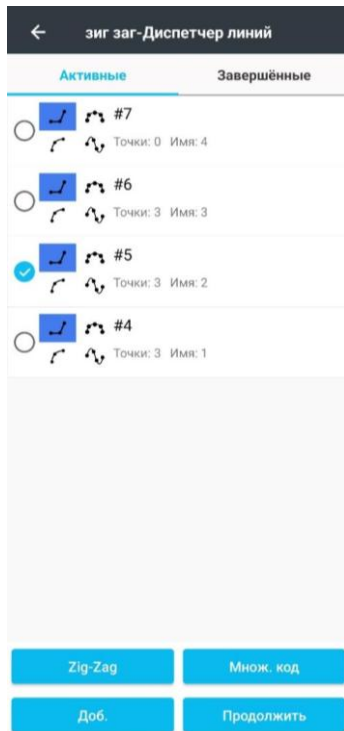 зиг заг-Диспетчер линий
Активные Завершённые
#7
Точки: 0 Имя: 4
#6
Точки: 3 Имя: 3
#5
Точки: 3 Имя: 2
#4
Точки: 3 Имя: 1
Zig-Zag Множ. код
Доб. Продолжить